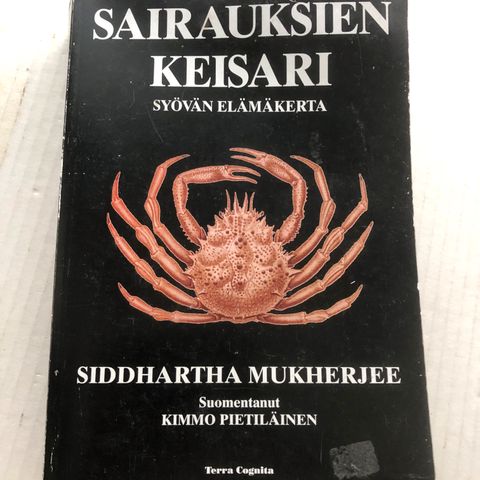 SAIRAUKSIEN
KEISARI
SYÖVÄN ELÄMÄKERTA
SIDDHARTHA MUKHERJEE
Suomentanut
KIMMO PIETILÄINEN
Terra Cognita